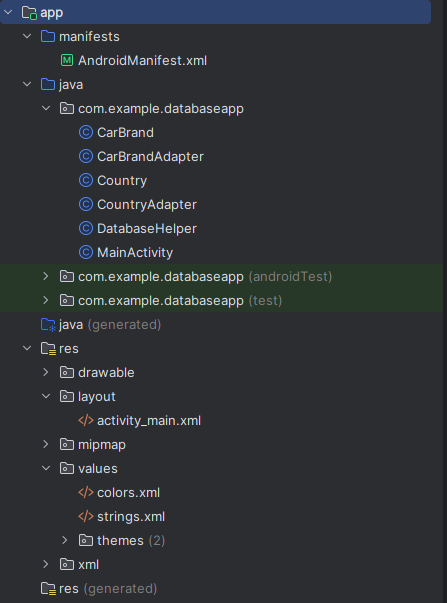 app
manifests
AndroidManifest.xml
java
com.example.databaseapp
CarBrand
CarBrandAdapter
Country
CountryAdapter
DatabaseHelper
MainActivity
com.example.databaseapp (androidTest)
com.example.databaseapp (test)
java (generated)
res
drawable
layout
activity_main.xml
mipmap
values
colors.xml
strings.xml
themes (2)
xml
res (generated)